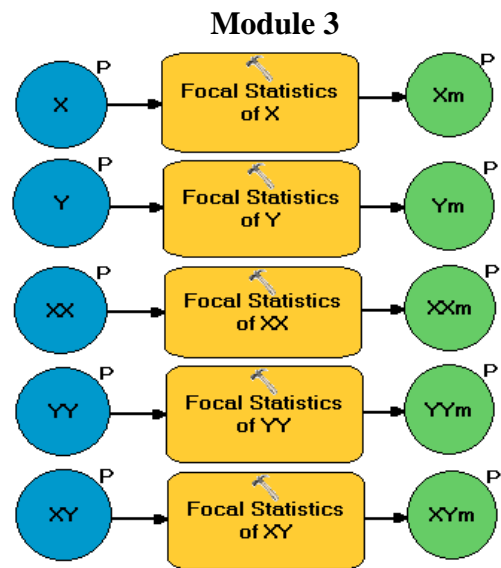 Module 3
P
P
X
Focal Statistics
of X
Xm
P
P
Y
Focal Statistics
of Y
Ym
P
P
XX
Focal Statistics
of XX
XXm
P
P
YY
Focal Statistics
of YY
YYm
P
P
XY
Focal Statistics
of XY
XYm